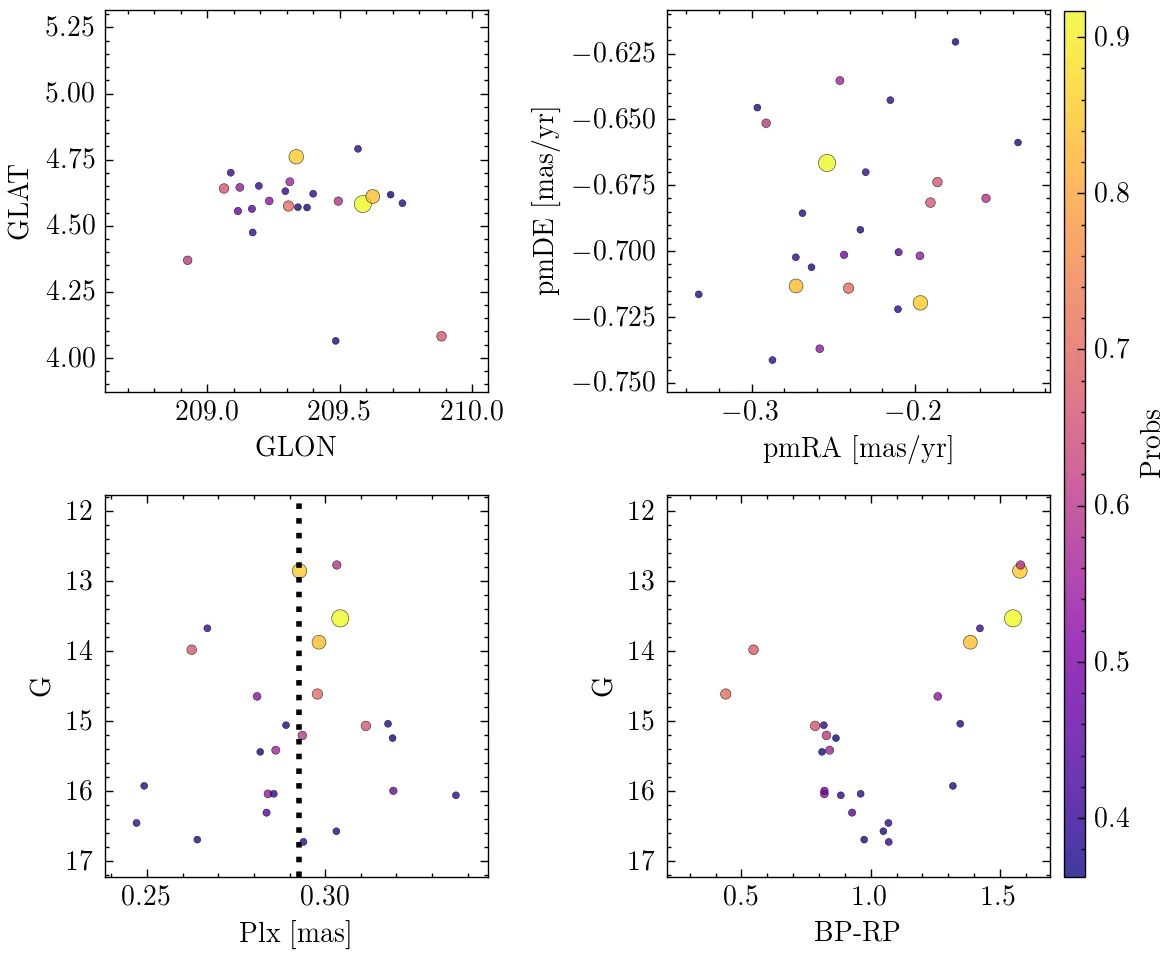 5.25
5.00
4.75
4.50
4.25
4.00
GLAT
209.0 209.5 210.0
GLON
−0.625
−0.650
−0.675
−0.700
−0.725
−0.750
pmDE [mas/yr]
−0.3 −0.2
pmRA [mas/yr]
12
13
14
15
16
17
G
0.25 0.30
Plx [mas]
12
13
14
15
16
17
G
0.5 1.0 1.5
BP-RP
0.9
0.8
0.7
0.6
0.5
0.4
Probs